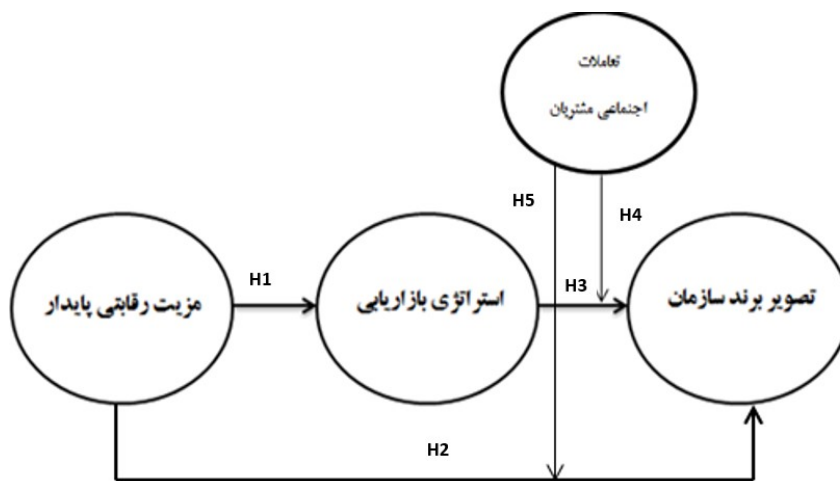 تعاملات
اجتماعی مشتریان
H5
H4
H1
H3
مزیت رقابتی پایدار
استراتژی بازاریابی
تصویر برند سازمان
H2